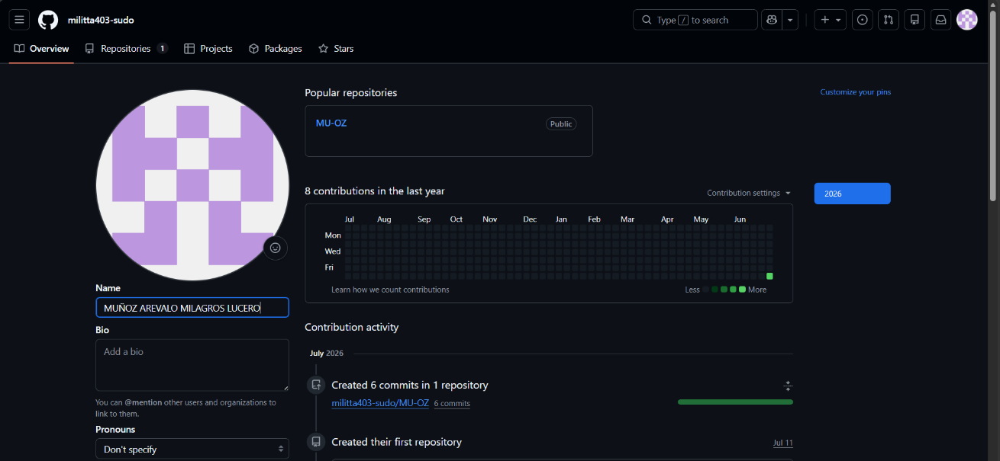 militta403-sudo
Type / to search
Overview
Repositories 1
Projects
Packages
Stars
Popular repositories
Customize your pins
MU-OZ
Public
8 contributions in the last year
Contribution settings
2026
Jul Aug Sep Oct Nov Dec Jan Feb Mar Apr May Jun
Mon
Wed
Fri
Learn how we count contributions
Less More
Name
MUÑOZ AREVALO MILAGROS LUCERO
Bio
Add a bio
You can @mention other users and organizations to
link to them.
Pronouns
Don't specify
Contribution activity
July 2026
Created 6 commits in 1 repository
militta403-sudo/MU-OZ 6 commits
Created their first repository
Jul 11